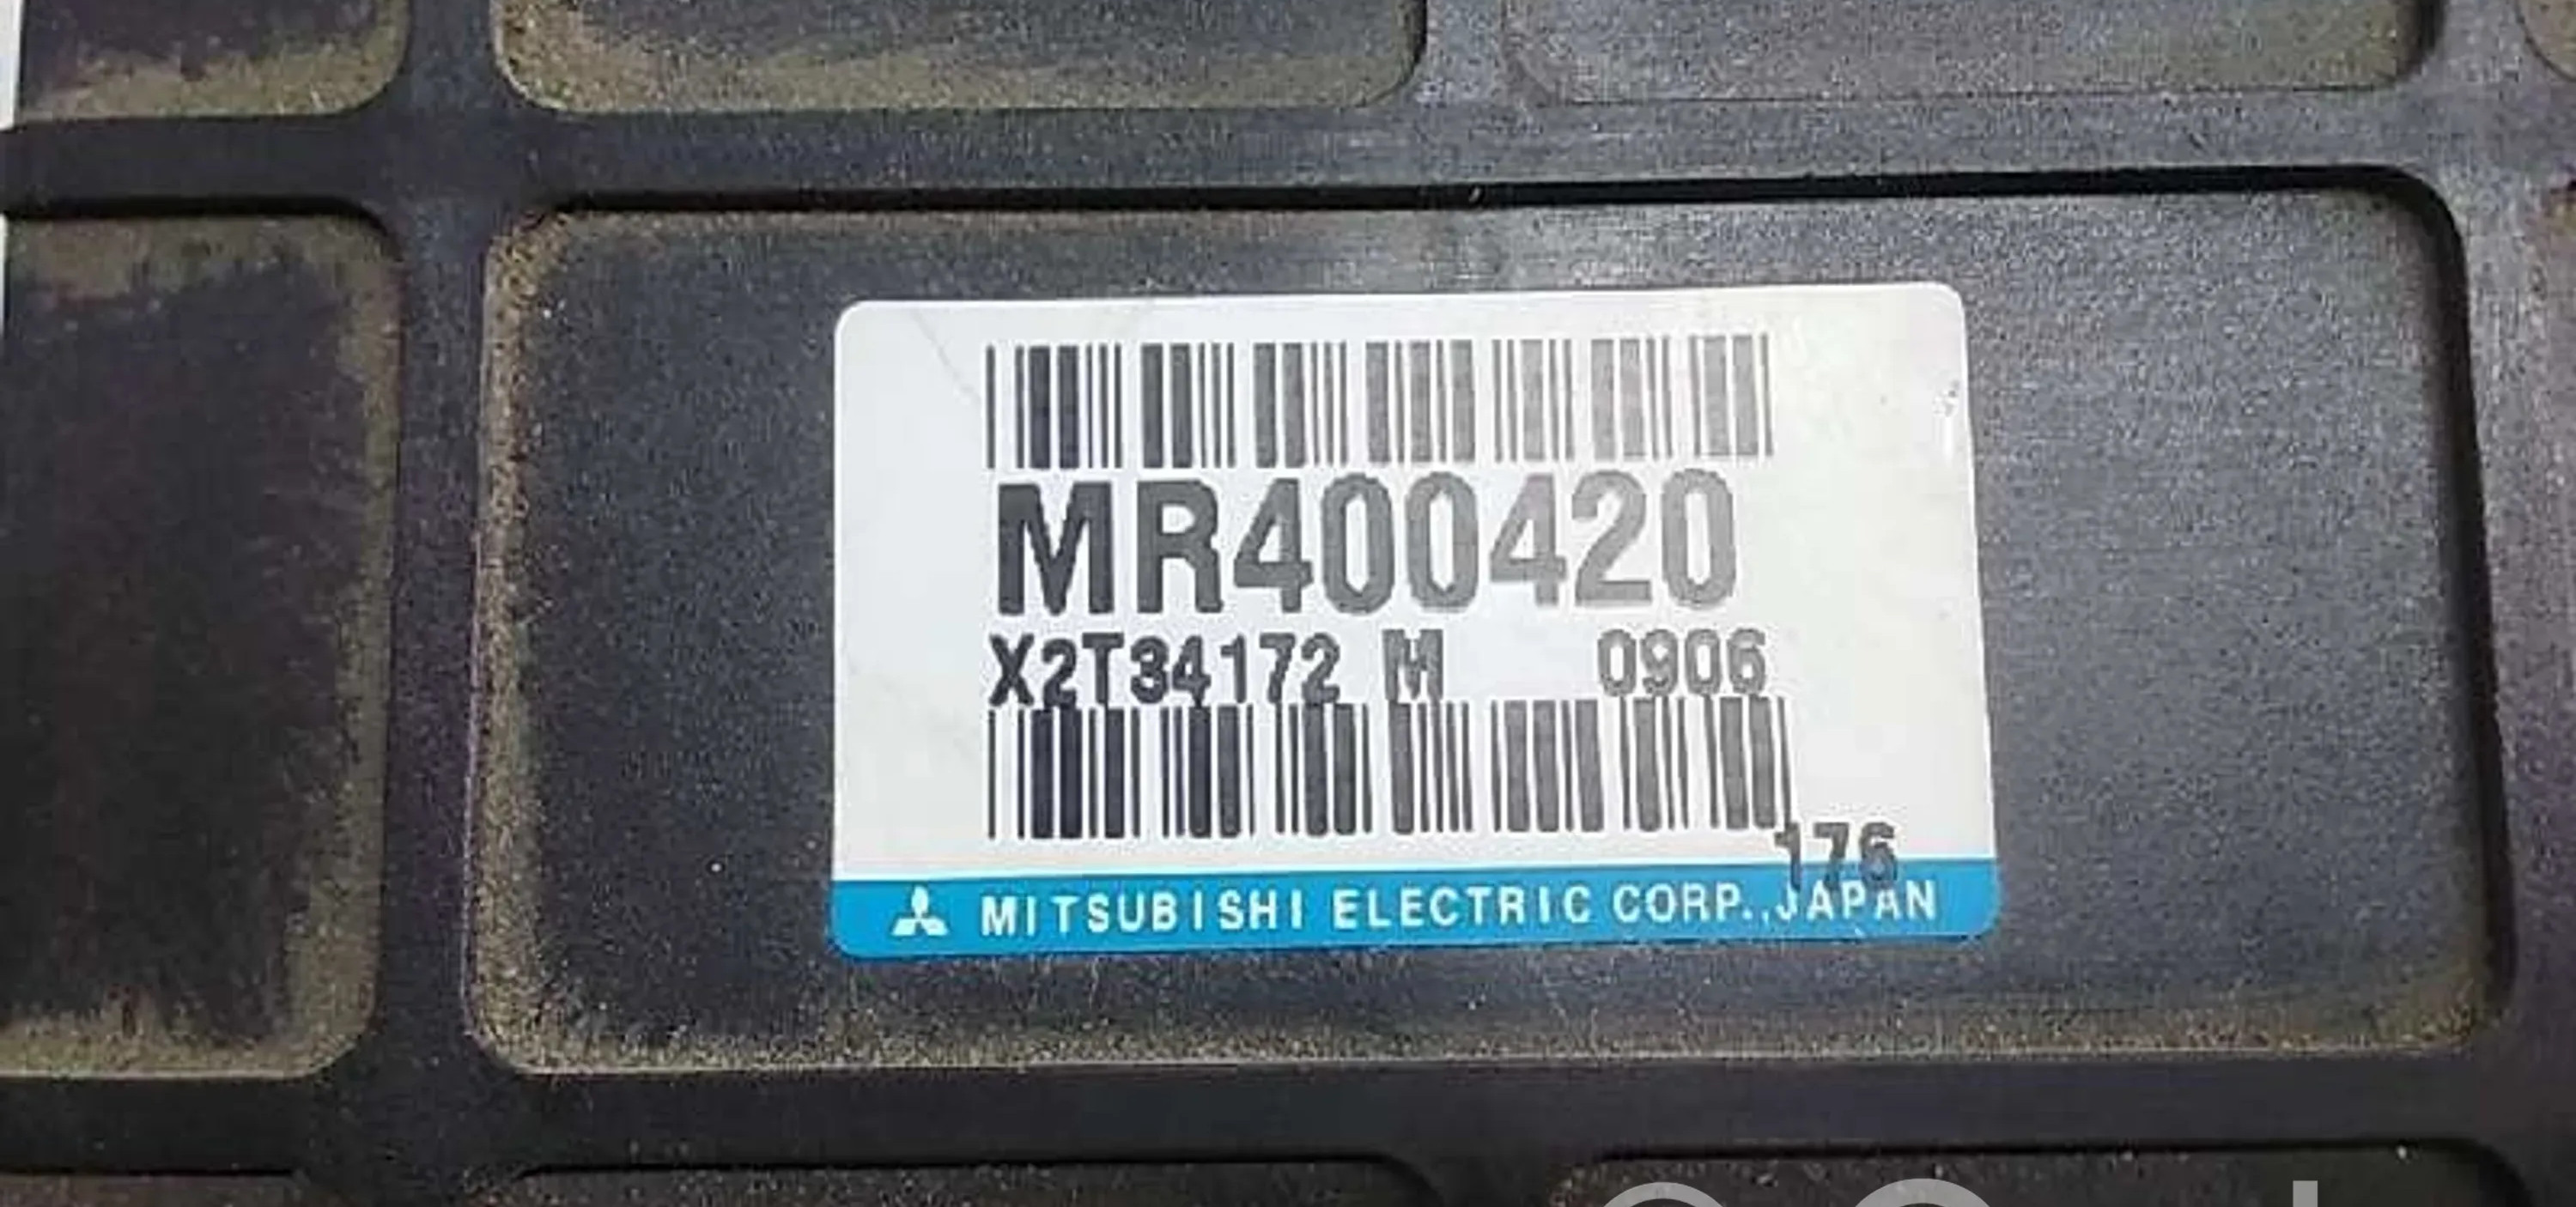 MR400420
X2T34172 M 0906
176
MITSUBISHI ELECTRIC CORP., JAPAN